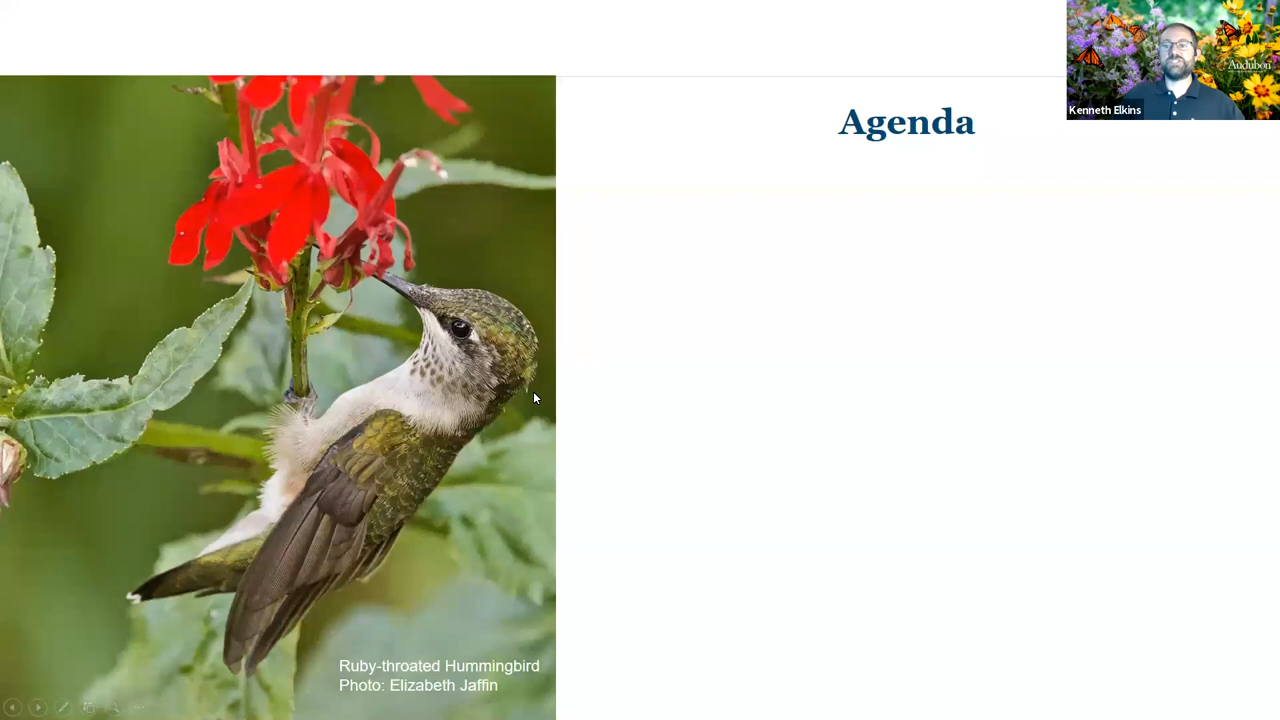 Agenda
Audubon
Kenneth Elkins
Ruby-throated Hummingbird
Photo: Elizabeth Jaffin